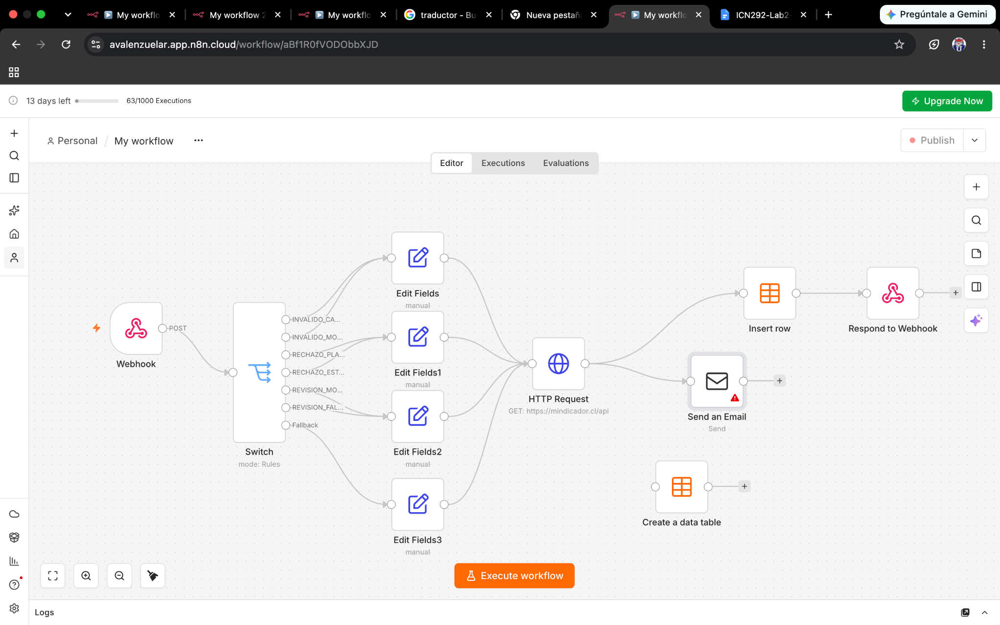 My workflo
My workflow 2
My workflo
traductor - Bu
Nueva pestañ
My workflo
ICN292-Lab2-
Pregúntale a Gemini
avalenzuelar.app.n8n.cloud/workflow/aBf1R0fVODObbXJD
13 days left
63/1000 Executions
Upgrade Now
Personal / My workflow
Publish
Editor
Executions
Evaluations
Edit Fields
manual
INVALIDO_CA...
POST
INVALIDO_MO...
Insert row
Respond to Webhook
RECHAZO_PLA...
Webhook
RECHAZO_EST...
Edit Fields1
manual
REVISION_MO...
HTTP Request
REVISION_FAL...
GET: https://mindicador.cl/api
Send an Email
Fallback
Send
Switch
Edit Fields2
mode: Rules
manual
Create a data table
Edit Fields3
manual
Execute workflow
Logs